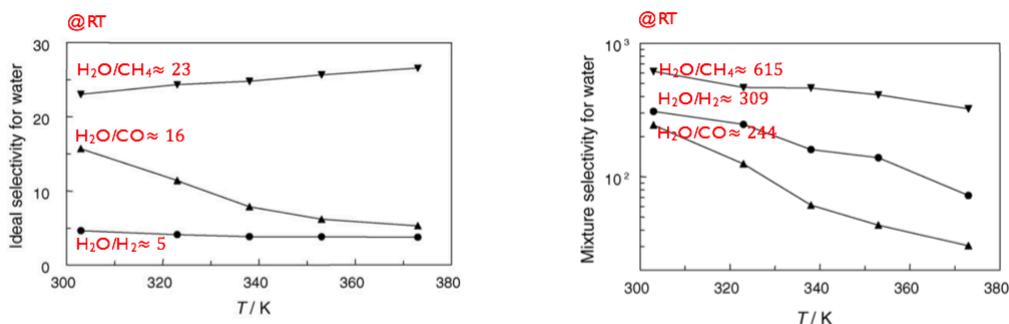 @RT
Ideal selectivity for water
30
20
10
0
H₂O/CH₄≈ 23
H₂O/CO≈ 16
H₂O/H₂≈ 5
300 320 340 360 380
T / K
@RT
Mixture selectivity for water
10³
10²
H₂O/CH₄≈ 615
H₂O/H₂≈ 309
H₂O/CO≈ 244
300 320 340 360 380
T / K